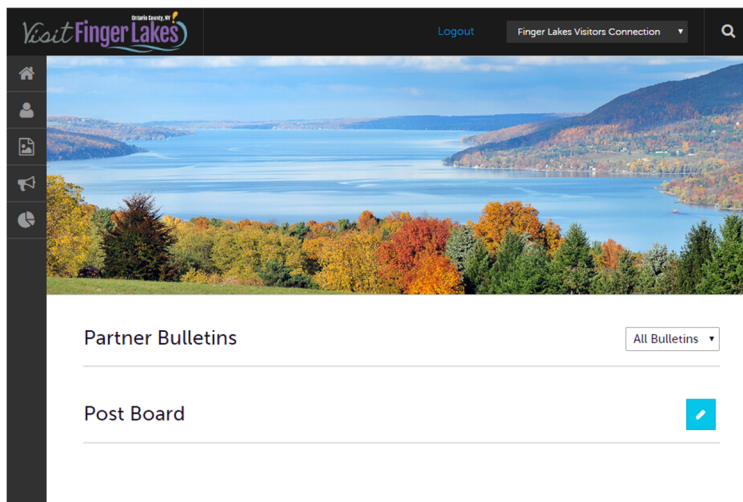 Ontario County, NY
Visit Finger Lakes
Logout
Finger Lakes Visitors Connection
Partner Bulletins
All Bulletins
Post Board